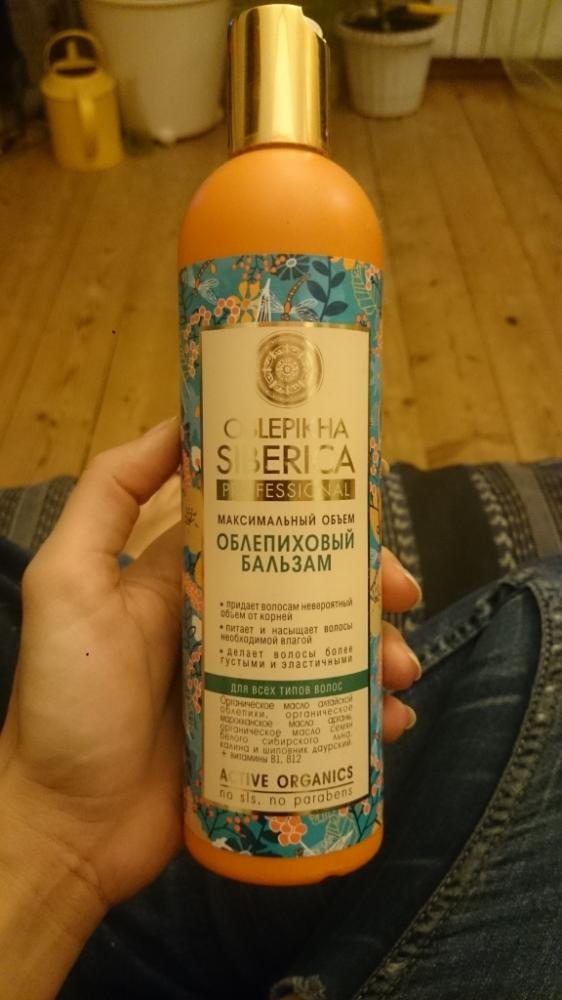 OBLEPIKHA
SIBERICA
PROFESSIONAL
МАКСИМАЛЬНЫЙ ОБЪЕМ
ОБЛЕПИХОВЫЙ
БАЛЬЗАМ
• придает волосам невероятный
объем от корней
• питает и насыщает волосы
необходимой влагой
• делает волосы более
густыми и эластичными
для всех типов волос
Органическое масло алтайской
облепихи, органическое
марокканское масло арганы,
органическое масло семян
белого сибирского льна,
калина и шиповник даурский.
+ витамины B1, B12
ACTIVE ORGANICS
no sls, no parabens